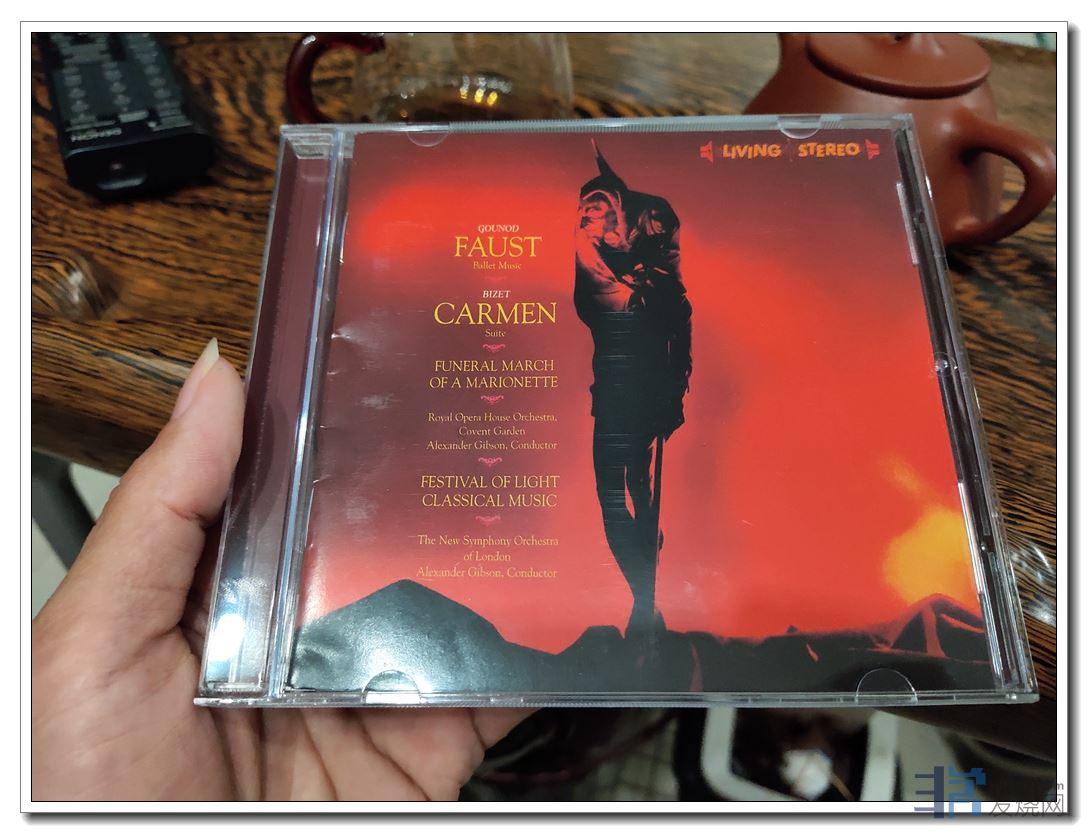 DENON
LIVING STEREO
GOUNOD
FAUST
Ballet Music
BIZET
CARMEN
Suite
FUNERAL MARCH
OF A MARIONETTE
Royal Opera House Orchestra,
Covent Garden
Alexander Gibson, Conductor
FESTIVAL OF LIGHT
CLASSICAL MUSIC
The New Symphony Orchestra
of London
Alexander Gibson, Conductor
发烧网